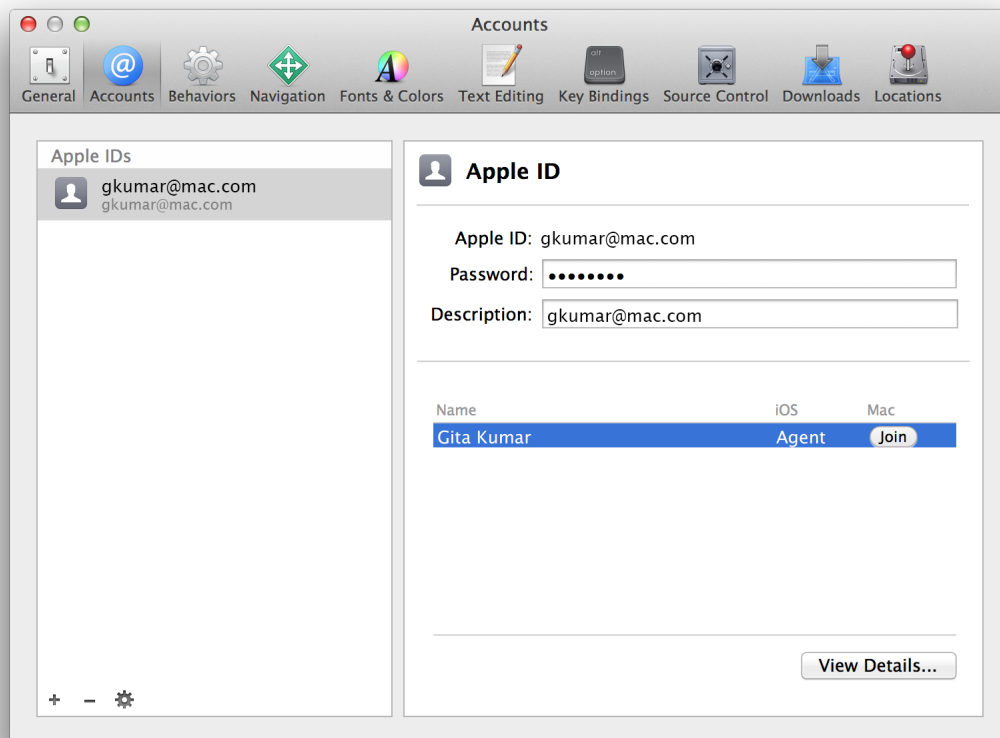 Accounts
General Accounts Behaviors Navigation Fonts & Colors Text Editing alt option Key Bindings Source Control Downloads Locations
Apple IDs
gkumar@mac.com
gkumar@mac.com
Apple ID
Apple ID: gkumar@mac.com
Password: ••••••••
Description: gkumar@mac.com
Name iOS Mac
Gita Kumar Agent Join
View Details...